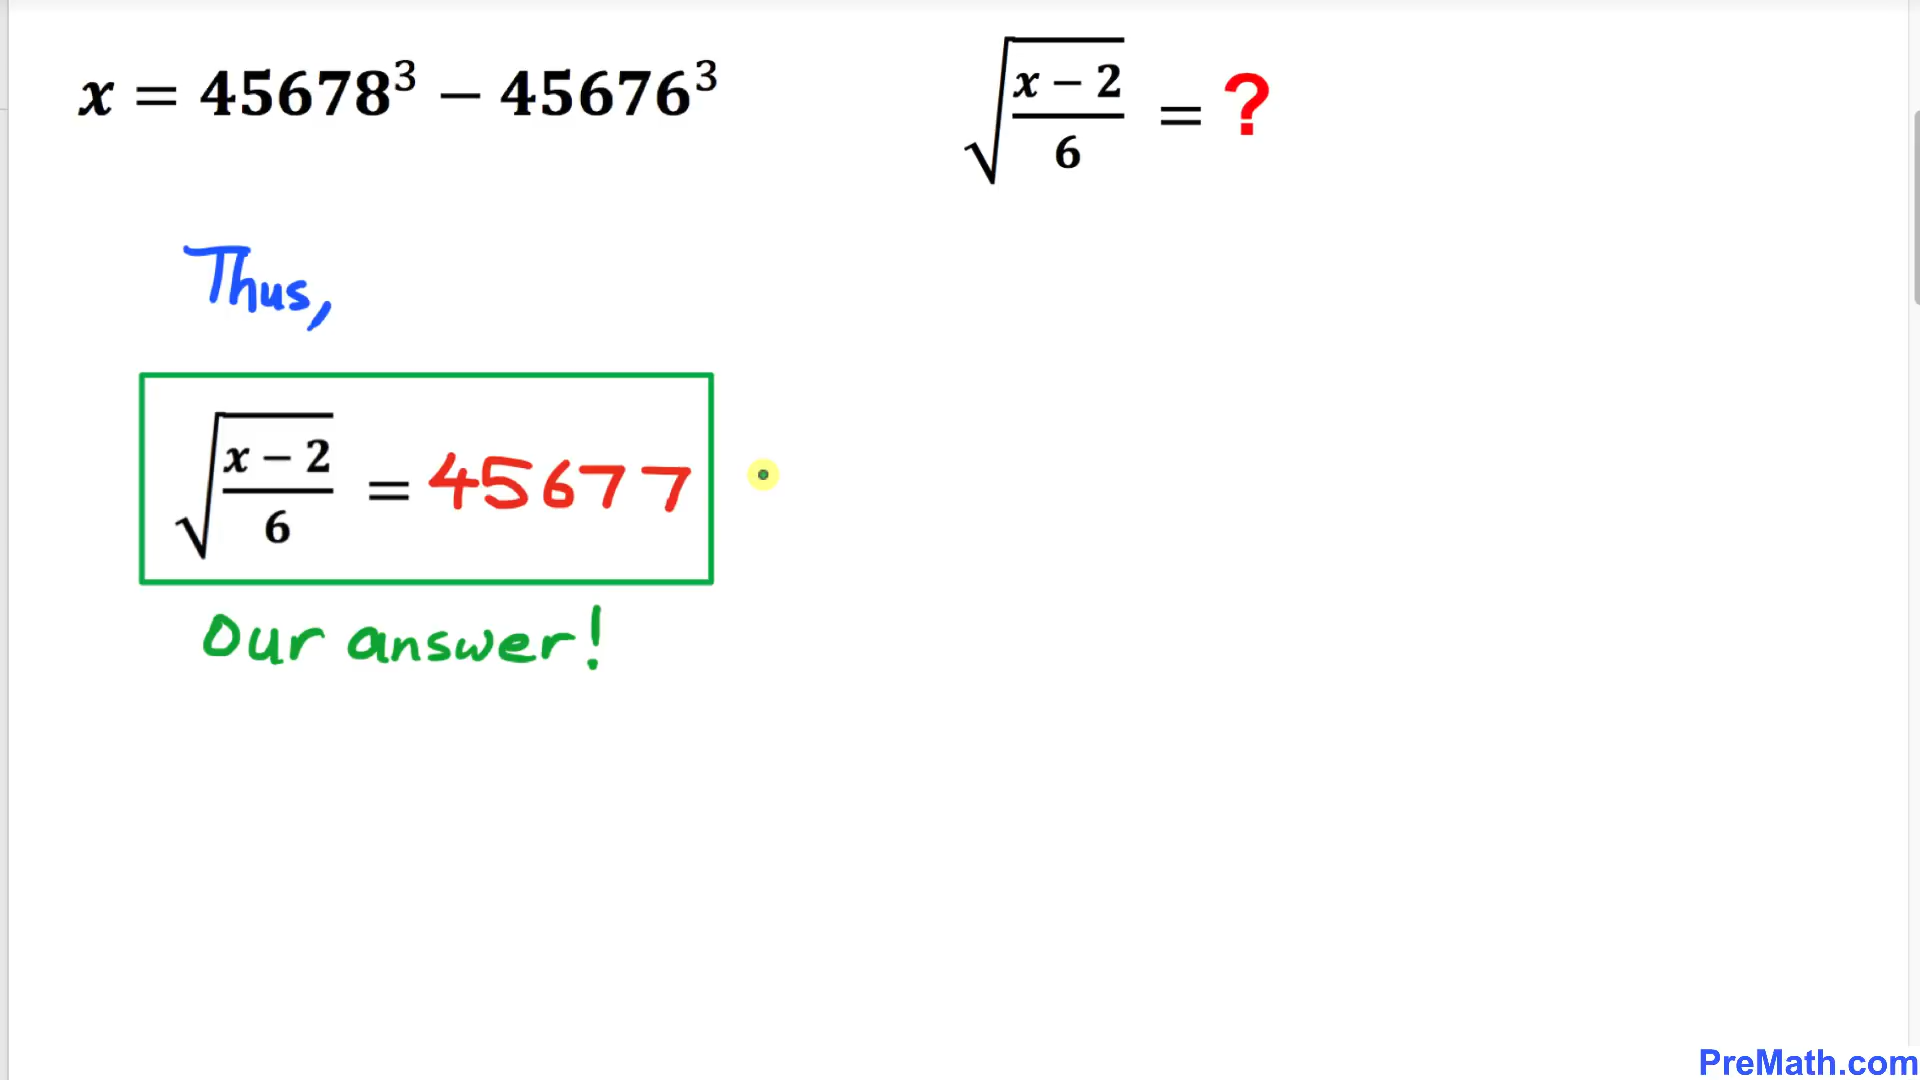 x = 45678³ − 45676³
√((x − 2)/6) = ?
Thus,
√((x − 2)/6) = 45677
Our answer!
PreMath.com